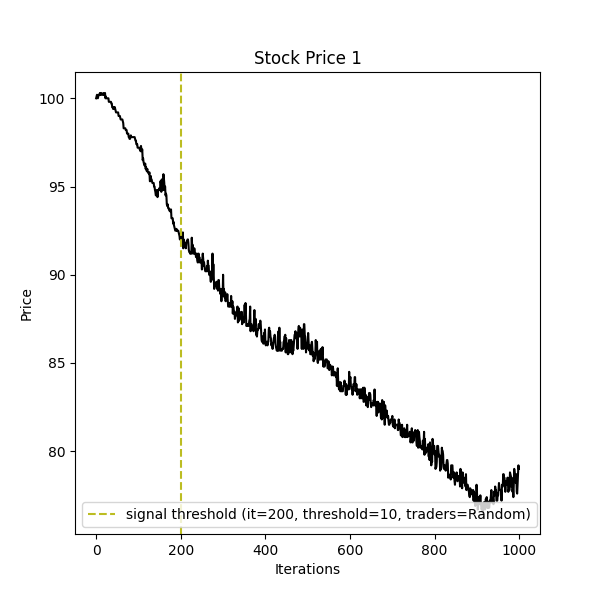 Stock Price 1
100
95
90
85
80
Price
signal threshold (it=200, threshold=10, traders=Random)
0 200 400 600 800 1000
Iterations